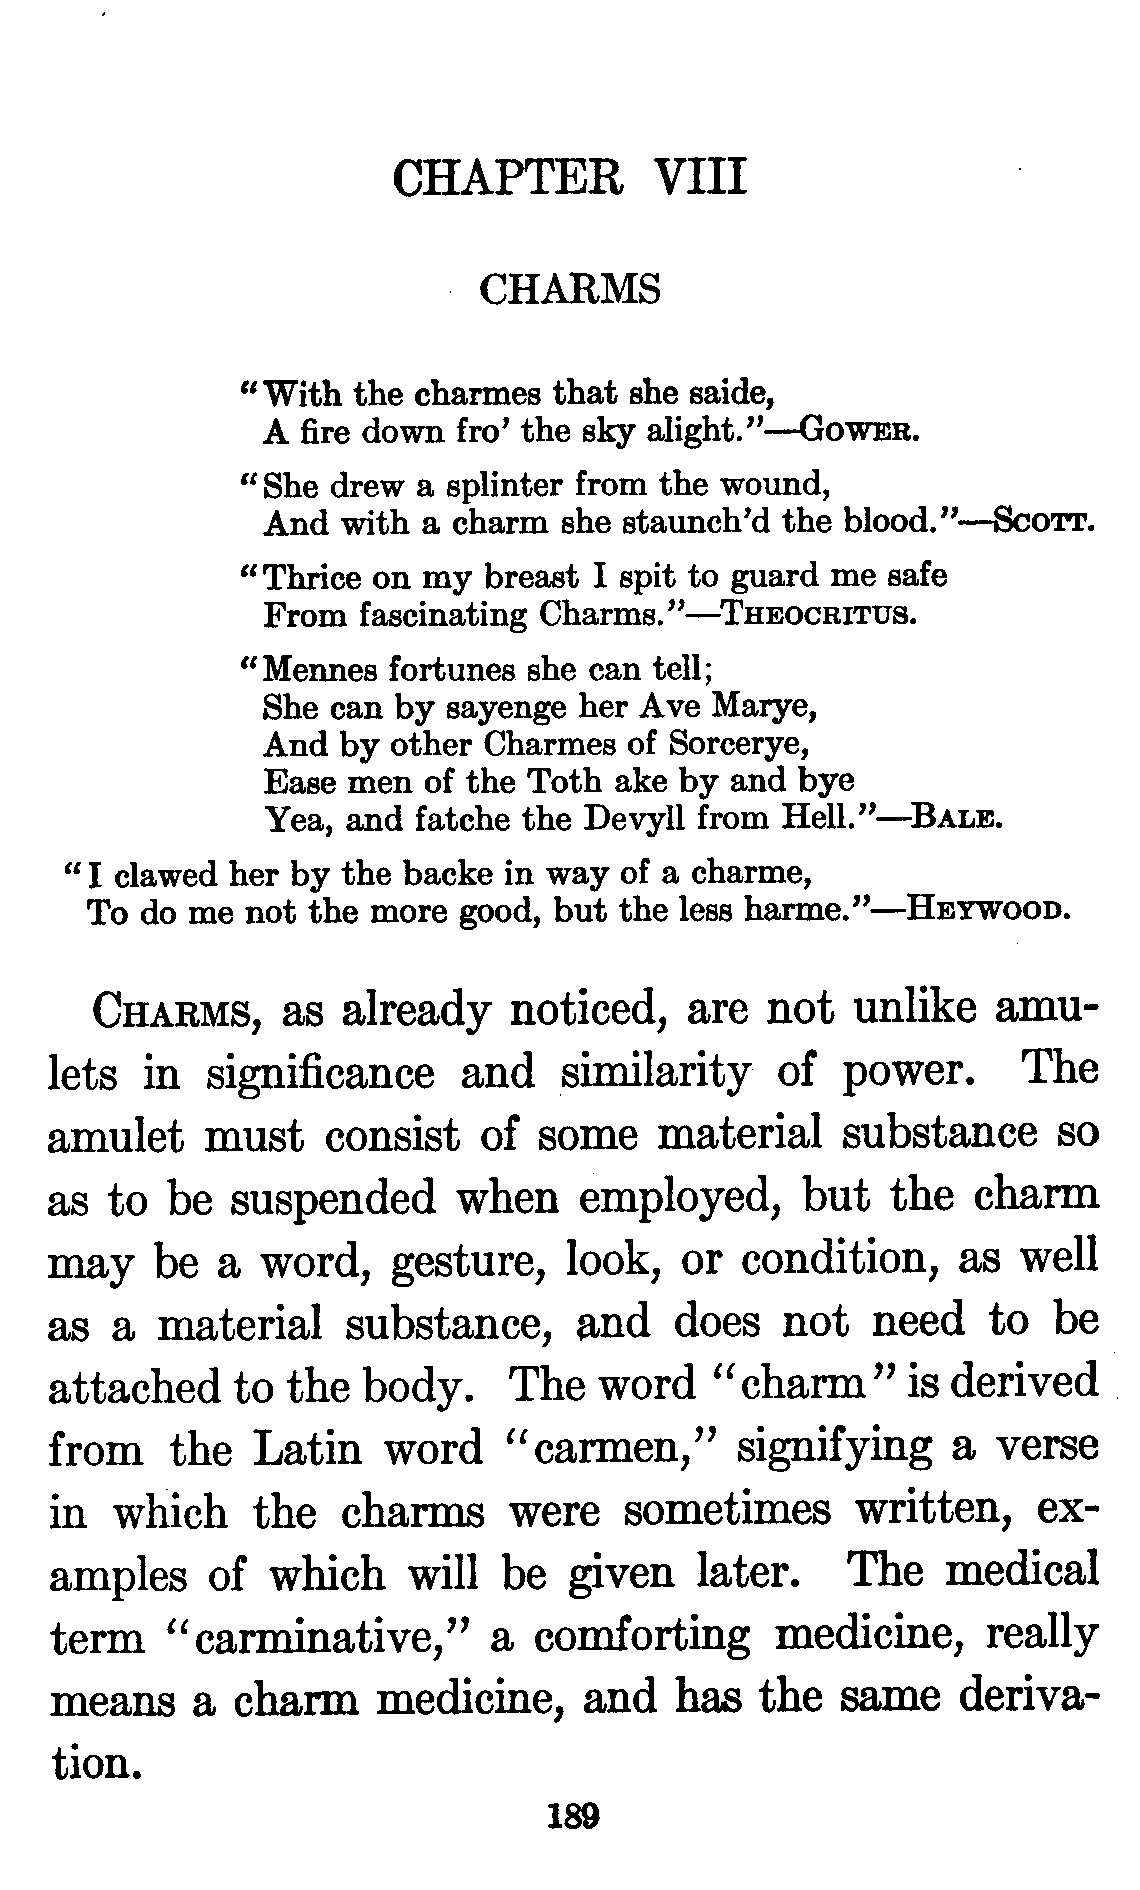 CHAPTER VIII
CHARMS
“With the charmes that she saide,
A fire down fro’ the sky alight.”—GOWER.
“She drew a splinter from the wound,
And with a charm she staunch’d the blood.”—SCOTT.
“Thrice on my breast I spit to guard me safe
From fascinating Charms.”—THEOCRITUS.
“Mennes fortunes she can tell;
She can by sayenge her Ave Marye,
And by other Charmes of Sorcerye,
Ease men of the Toth ake by and bye
Yea, and fatche the Devyll from Hell.”—BALE.
“I clawed her by the backe in way of a charme,
To do me not the more good, but the less harme.”—HEYWOOD.
CHARMS, as already noticed, are not unlike amu-
lets in significance and similarity of power. The
amulet must consist of some material substance so
as to be suspended when employed, but the charm
may be a word, gesture, look, or condition, as well
as a material substance, and does not need to be
attached to the body. The word “charm” is derived
from the Latin word “carmen,” signifying a verse
in which the charms were sometimes written, ex-
amples of which will be given later. The medical
term “carminative,” a comforting medicine, really
means a charm medicine, and has the same deriva-
tion.
189